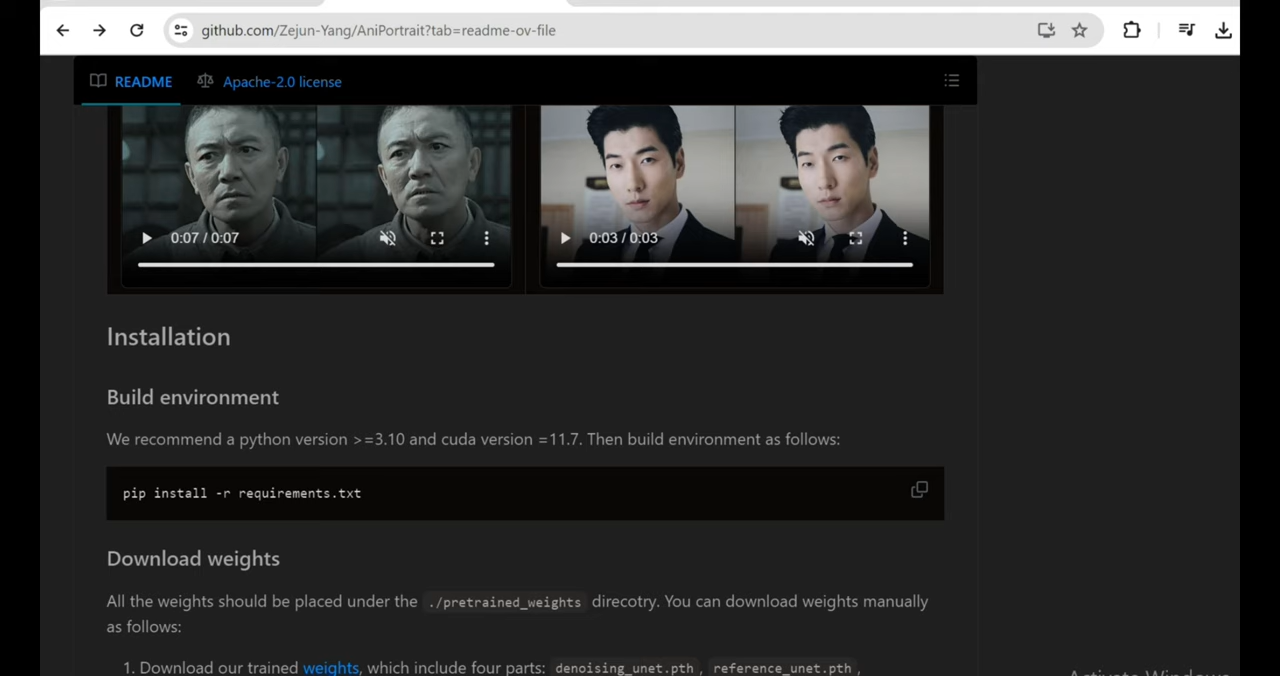 github.com/Zejun-Yang/AniPortrait?tab=readme-ov-file
README
Apache-2.0 license
0:07 / 0:07
0:03 / 0:03
Installation
Build environment
We recommend a python version >=3.10 and cuda version =11.7. Then build environment as follows:
pip install -r requirements.txt
Download weights
All the weights should be placed under the ./pretrained_weights direcotry. You can download weights manually
as follows:
1. Download our trained weights, which include four parts: denoising_unet.pth, reference_unet.pth,
Activate Windows